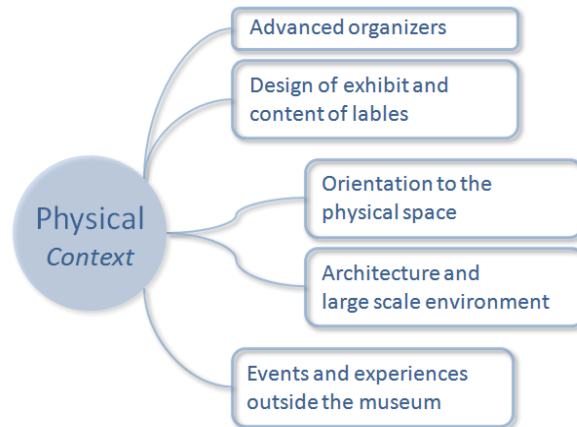 Advanced organizers
Design of exhibit and
content of lables
Physical
Context
Orientation to the
physical space
Architecture and
large scale environment
Events and experiences
outside the museum